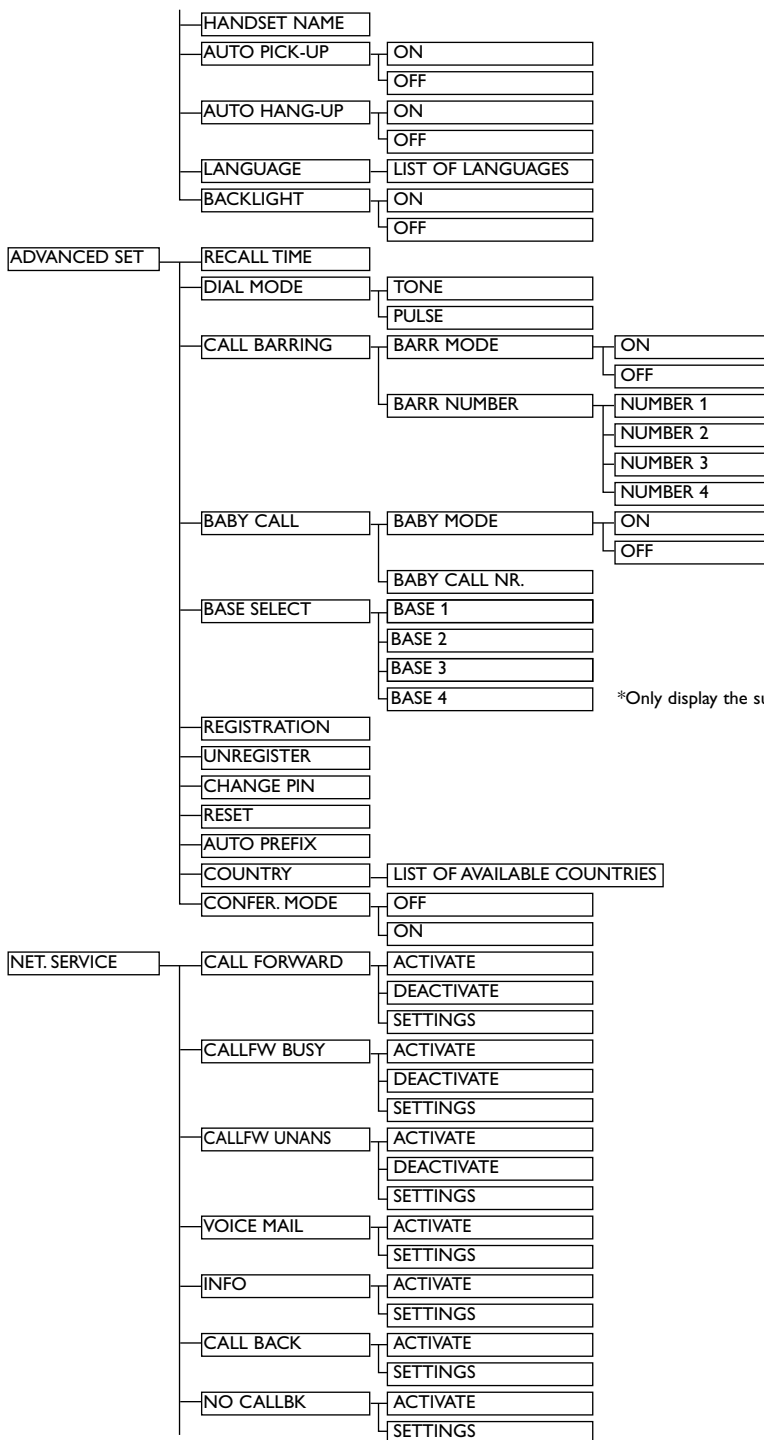 HANDSET NAME
AUTO PICK-UP ON
OFF
AUTO HANG-UP ON
OFF
LANGUAGE LIST OF LANGUAGES
BACKLIGHT ON
OFF
ADVANCED SET RECALL TIME
DIAL MODE TONE
PULSE
CALL BARRING BARR MODE ON
OFF
BARR NUMBER NUMBER 1
NUMBER 2
NUMBER 3
NUMBER 4
BABY CALL BABY MODE ON
OFF
BABY CALL NR.
BASE SELECT BASE 1
BASE 2
BASE 3
BASE 4 *Only display the su
REGISTRATION
UNREGISTER
CHANGE PIN
RESET
AUTO PREFIX
COUNTRY LIST OF AVAILABLE COUNTRIES
CONFER. MODE OFF
ON
NET. SERVICE CALL FORWARD ACTIVATE
DEACTIVATE
SETTINGS
CALLFW BUSY ACTIVATE
DEACTIVATE
SETTINGS
CALLFW UNANS ACTIVATE
DEACTIVATE
SETTINGS
VOICE MAIL ACTIVATE
SETTINGS
INFO ACTIVATE
SETTINGS
CALL BACK ACTIVATE
SETTINGS
NO CALLBK ACTIVATE
SETTINGS